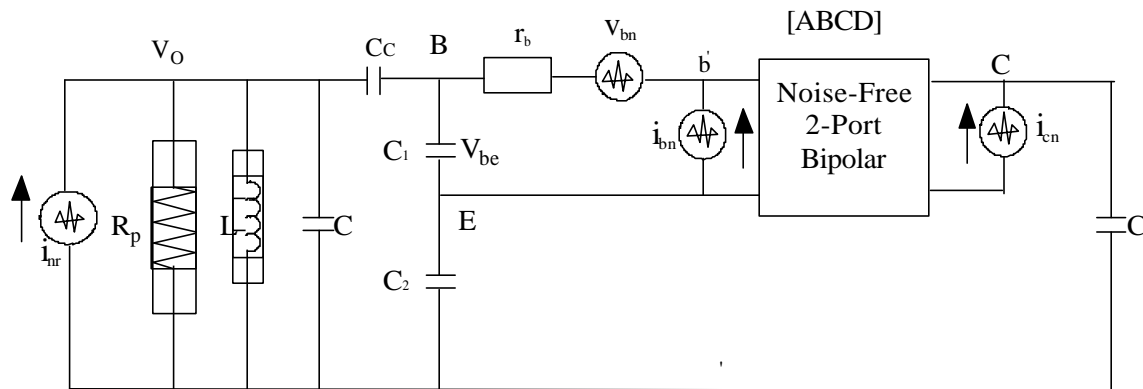 [ABCD]
V_O
C_C
B
r_b
v_bn
b'
C
Noise-Free
2-Port
Bipolar
C_1
V_be
i_bn
i_cn
E
R_p
L
C
i_nr
C_2
C
'